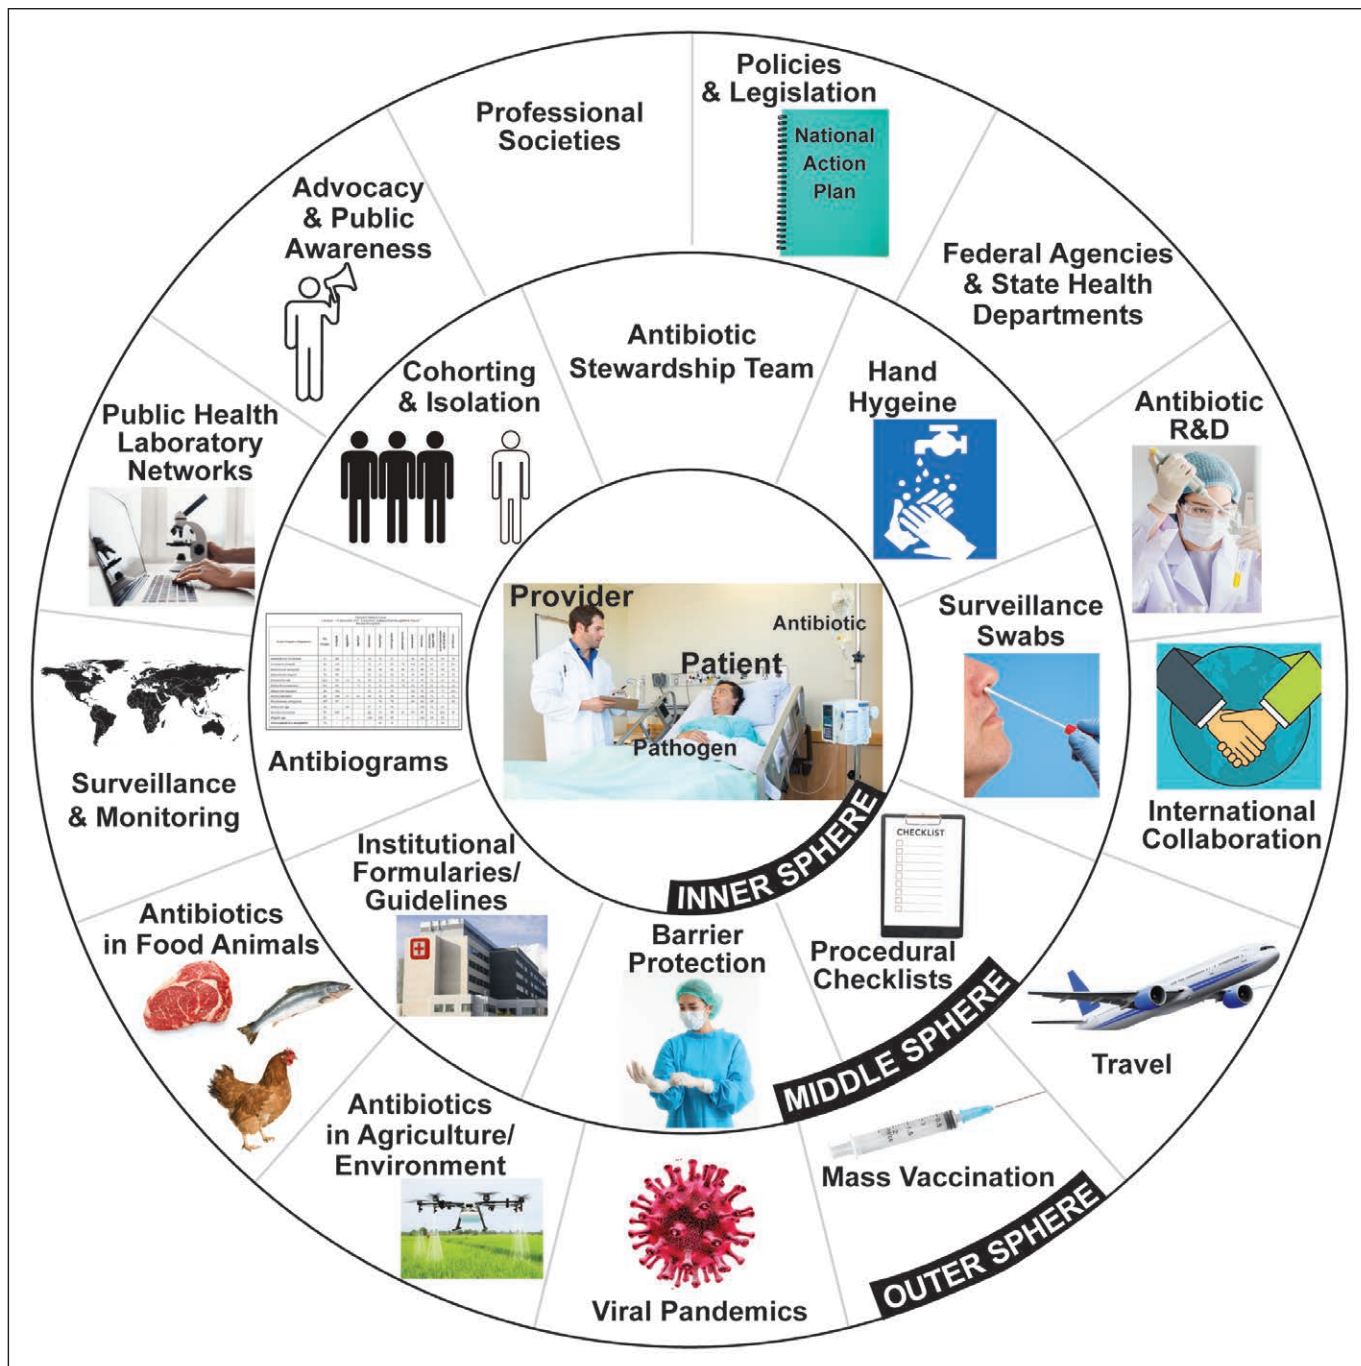 Policies
& Legislation
National
Action
Plan
Professional
Societies
Advocacy
& Public
Awareness
Federal Agencies
& State Health
Departments
Antibiotic
Stewardship Team
Cohorting
& Isolation
Hand
Hygeine
Public Health
Laboratory
Networks
Antibiotic
R&D
Provider
Antibiotic
Patient
Pathogen
Surveillance
Swabs
Antibiograms
Surveillance
& Monitoring
International
Collaboration
INNER SPHERE
CHECKLIST
Institutional
Formularies/
Guidelines
Procedural
Checklists
Barrier
Protection
MIDDLE SPHERE
Antibiotics
in Food Animals
Travel
Antibiotics
in Agriculture/
Environment
Mass Vaccination
Viral Pandemics
OUTER SPHERE